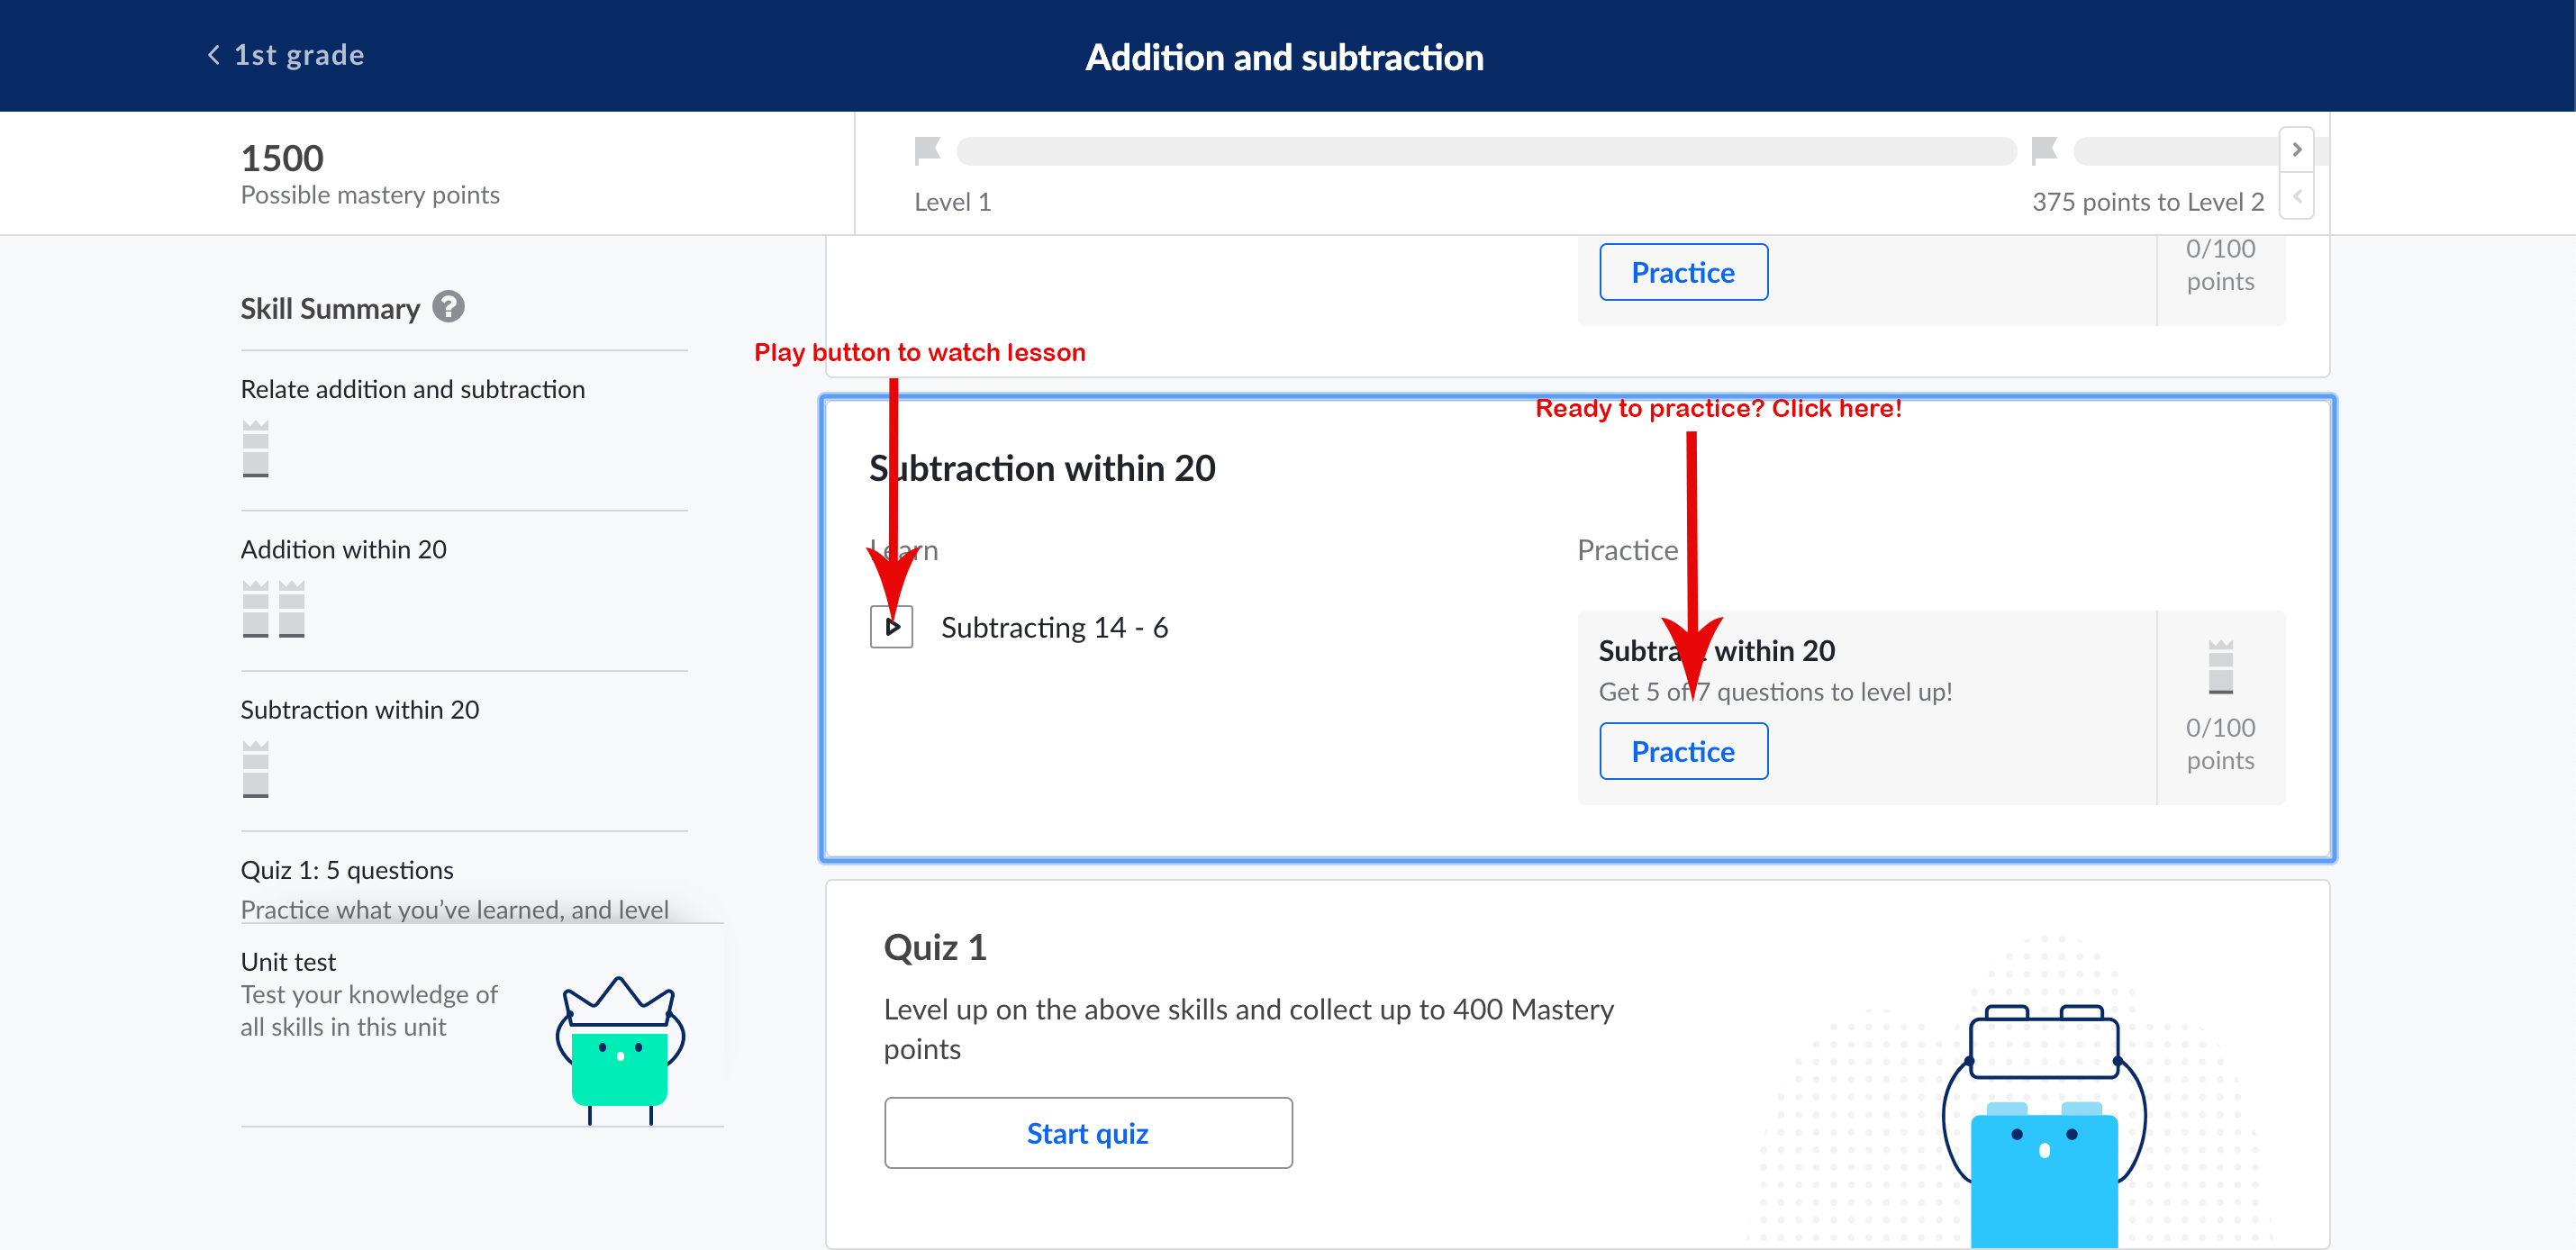 1st grade
Addition and subtraction
1500
Possible mastery points
Level 1
375 points to Level 2
Skill Summary ?
Relate addition and subtraction
Addition within 20
Subtraction within 20
Quiz 1: 5 questions
Practice what you've learned, and level
Unit test
Test your knowledge of
all skills in this unit
Practice
0/100
points
Play button to watch lesson
Ready to practice? Click here!
Subtraction within 20
Learn
Subtracting 14 - 6
Practice
Subtract within 20
Get 5 of 7 questions to level up!
Practice
0/100
points
Quiz 1
Level up on the above skills and collect up to 400 Mastery
points
Start quiz